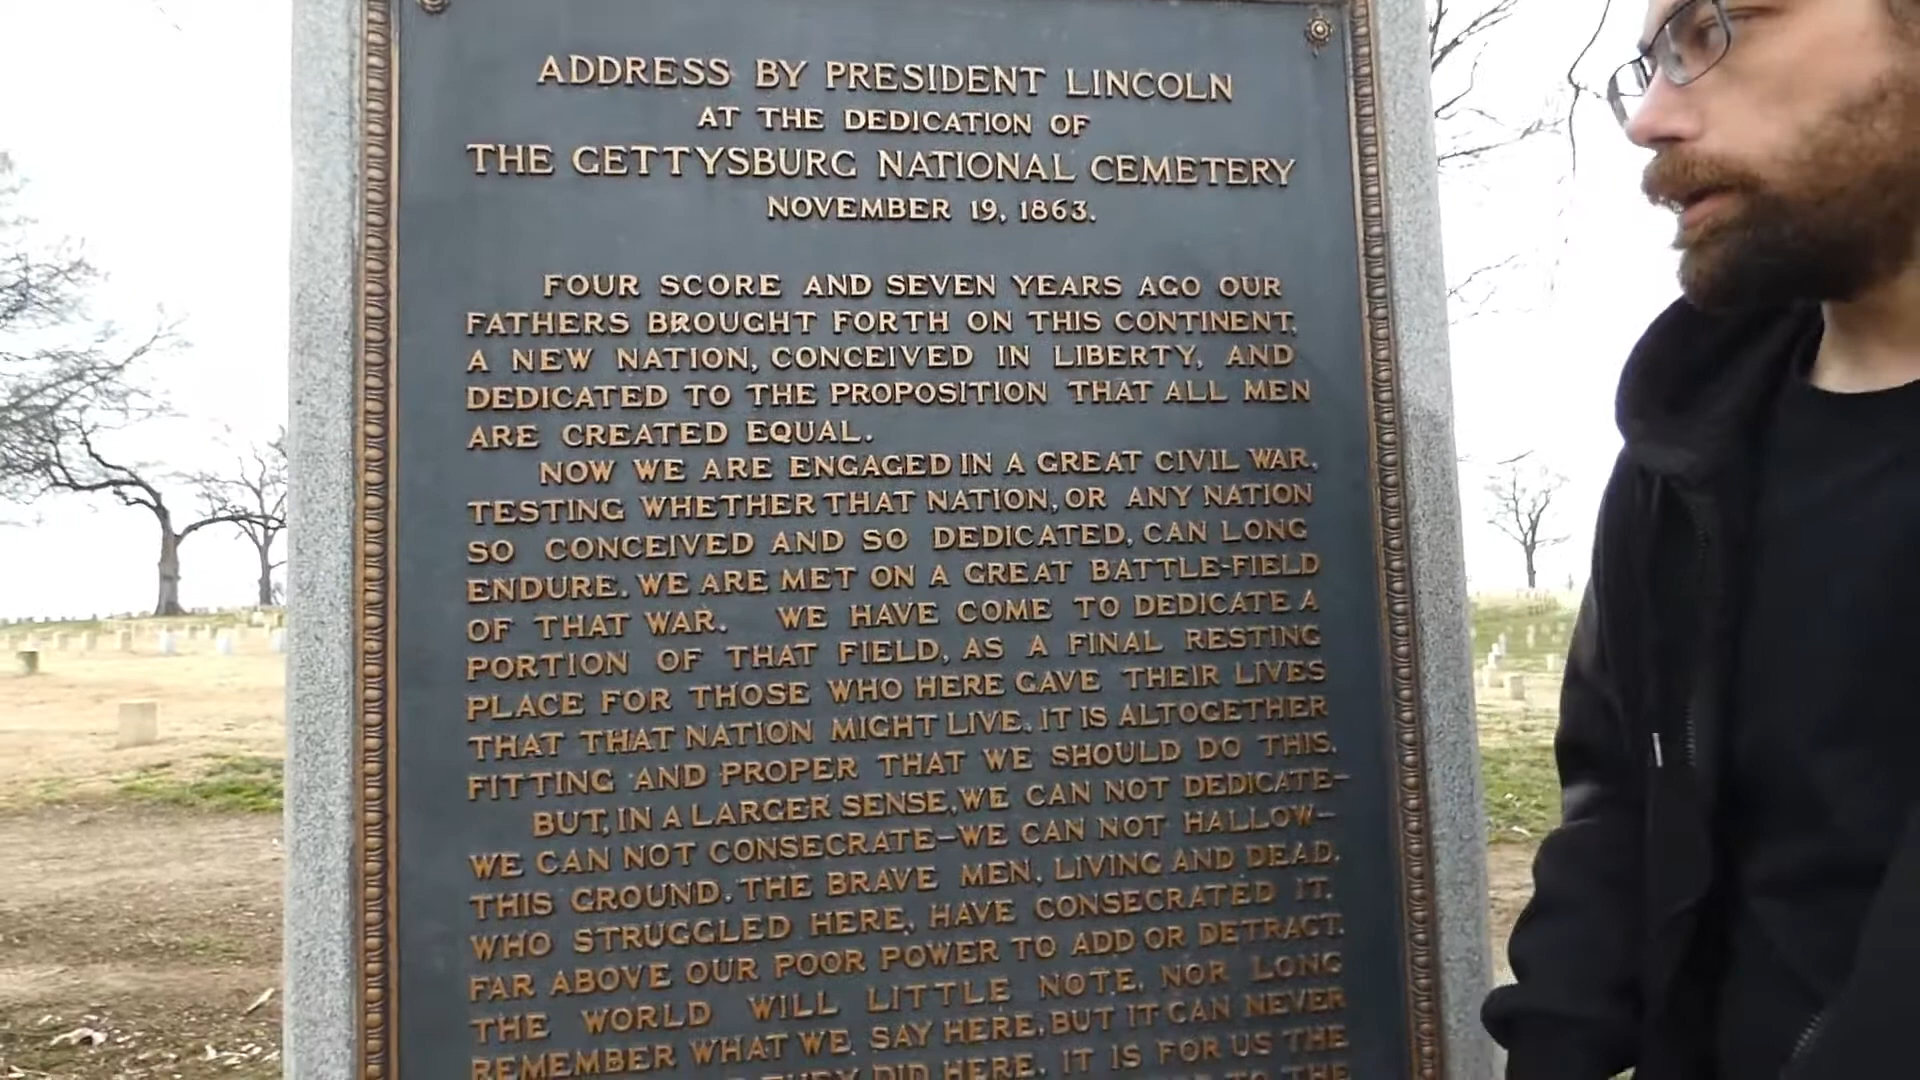 ADDRESS BY PRESIDENT LINCOLN
AT THE DEDICATION OF
THE GETTYSBURG NATIONAL CEMETERY
NOVEMBER 19, 1863.
FOUR SCORE AND SEVEN YEARS AGO OUR
FATHERS BROUGHT FORTH ON THIS CONTINENT,
A NEW NATION, CONCEIVED IN LIBERTY, AND
DEDICATED TO THE PROPOSITION THAT ALL MEN
ARE CREATED EQUAL.
NOW WE ARE ENGAGED IN A GREAT CIVIL WAR,
TESTING WHETHER THAT NATION, OR ANY NATION
SO CONCEIVED AND SO DEDICATED, CAN LONG
ENDURE. WE ARE MET ON A GREAT BATTLE-FIELD
OF THAT WAR. WE HAVE COME TO DEDICATE A
PORTION OF THAT FIELD, AS A FINAL RESTING
PLACE FOR THOSE WHO HERE GAVE THEIR LIVES
THAT THAT NATION MIGHT LIVE. IT IS ALTOGETHER
FITTING AND PROPER THAT WE SHOULD DO THIS.
BUT, IN A LARGER SENSE, WE CAN NOT DEDICATE—
WE CAN NOT CONSECRATE—WE CAN NOT HALLOW—
THIS GROUND. THE BRAVE MEN, LIVING AND DEAD,
WHO STRUGGLED HERE, HAVE CONSECRATED IT,
FAR ABOVE OUR POOR POWER TO ADD OR DETRACT.
THE WORLD WILL LITTLE NOTE, NOR LONG
REMEMBER WHAT WE SAY HERE, BUT IT CAN NEVER
THEY DID HERE. IT IS FOR US THE
TO THE